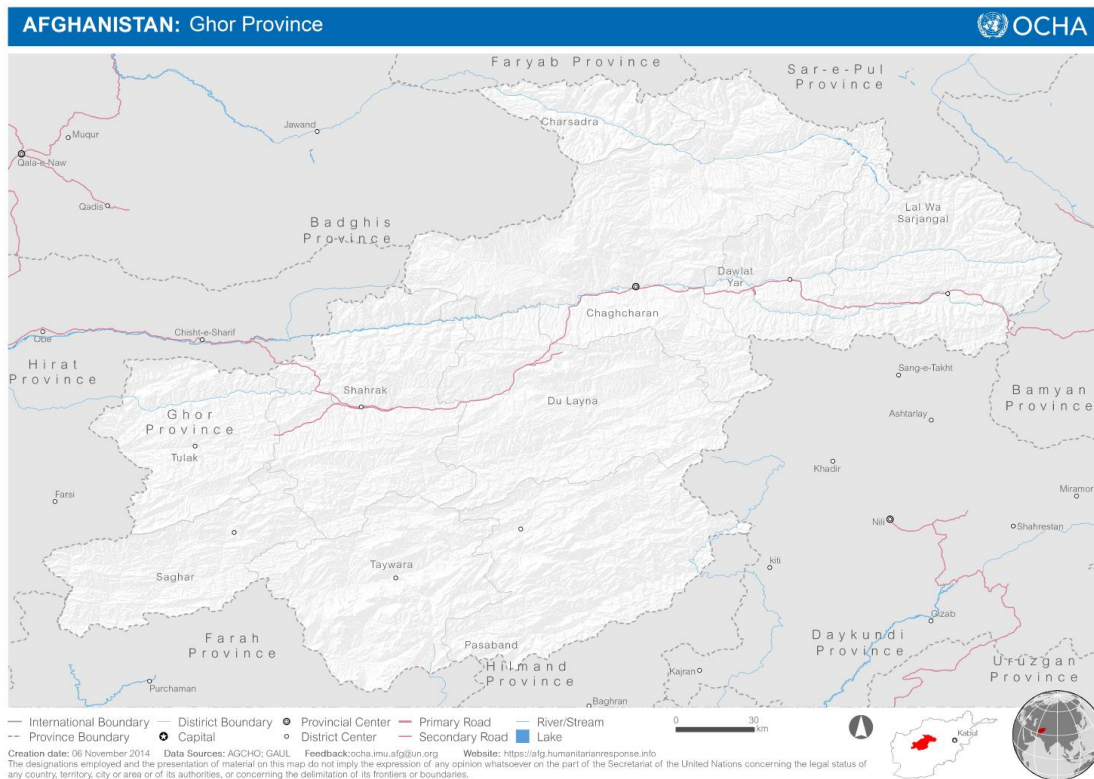 AFGHANISTAN: Ghor Province
OCHA
Faryab Province
Sar-e-Pul
Province
Charsadra
Jawand
Muqur
Qala-e-Naw
Qadis
Lal Wa
Sarjangal
Badghis
Province
Dawlat
Yar
Chaghcharan
Chisht-e-Sharif
Obe
Hirat
Province
Sang-e-Takht
Shahrak
Bamyan
Province
Du Layna
Ghor
Province
Ashtarlay
Tulak
Khadir
Farsi
Miramor
Nili
Shahrestan
Taywara
kiti
Saghar
Gizab
Farah
Province
Daykundi
Province
Pasaband
Hilmand
Province
Uruzgan
Province
Kajran
Purchaman
Baghran
International Boundary
District Boundary
Provincial Center
Primary Road
River/Stream
0 30
km
Province Boundary
Capital
District Center
Secondary Road
Lake
Kabul
Creation date: 06 November 2014 Data Sources: AGCHO; GAUL Feedback:ocha.imu.afg@un.org Website: https://afg.humanitarianresponse.info
The designations employed and the presentation of material on this map do not imply the expression of any opinion whatsoever on the part of the Secretariat of the United Nations concerning the legal status of
any country, territory, city or area or of its authorities, or concerning the delimitation of its frontiers or boundaries.